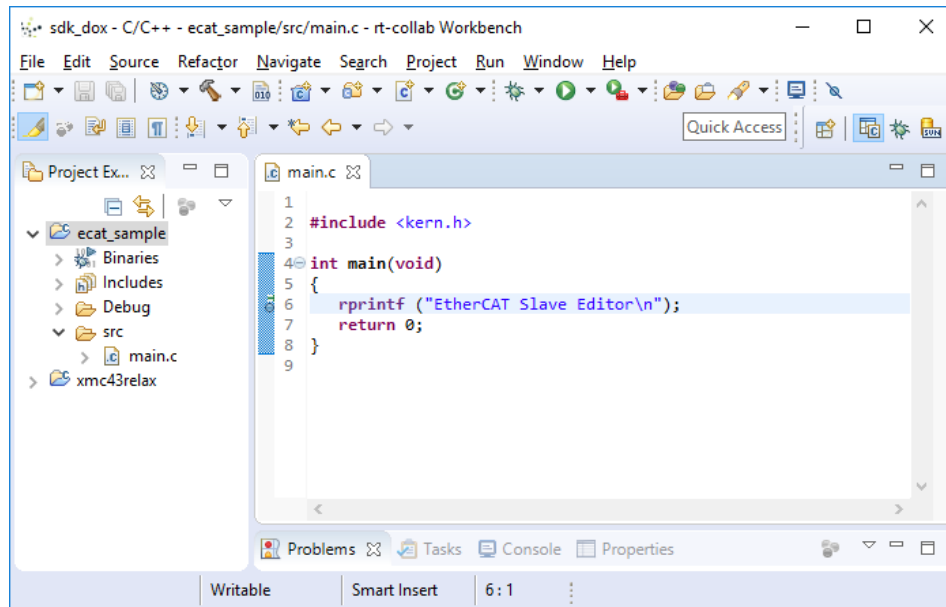 sdk_dox - C/C++ - ecat_sample/src/main.c - rt-collab Workbench
File Edit Source Refactor Navigate Search Project Run Window Help
010
Quick Access
SVN
Project Ex...
main.c
ecat_sample
Binaries
Includes
Debug
src
main.c
xmc43relax
1
2 #include <kern.h>
3
4 int main(void)
5 {
6 rprintf ("EtherCAT Slave Editor\n");
7 return 0;
8 }
9
Problems Tasks Console Properties
Writable Smart Insert 6 : 1